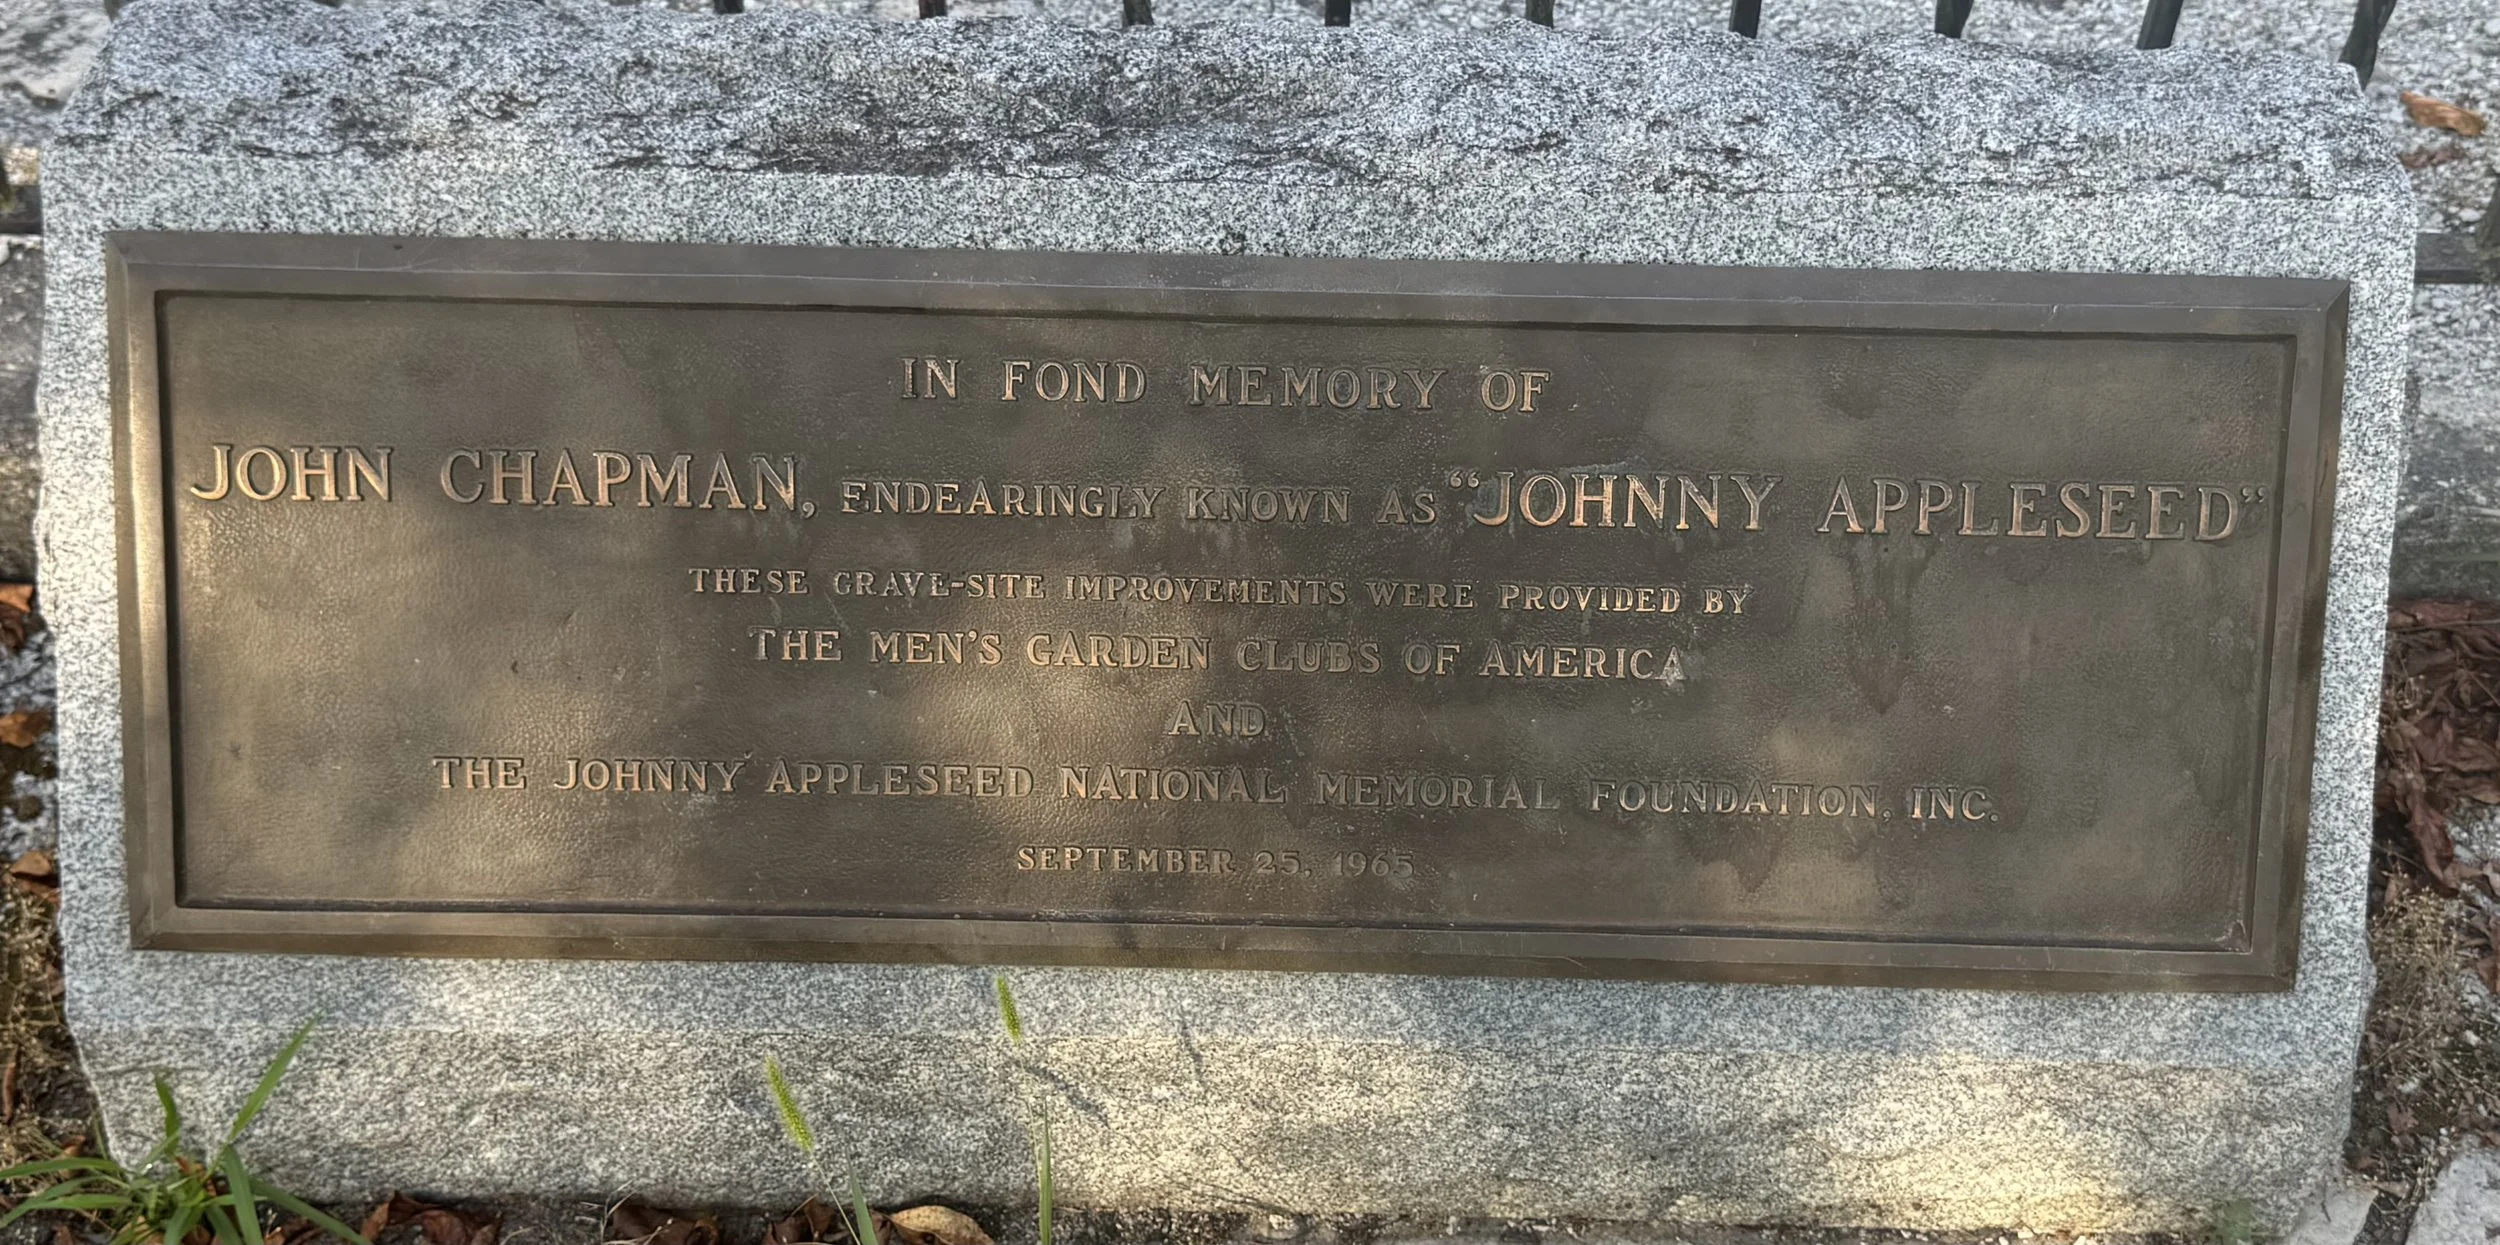 IN FOND MEMORY OF
JOHN CHAPMAN, ENDEARINGLY KNOWN AS “JOHNNY APPLESEED”
THESE GRAVE-SITE IMPROVEMENTS WERE PROVIDED BY
THE MEN'S GARDEN CLUBS OF AMERICA
AND
THE JOHNNY APPLESEED NATIONAL MEMORIAL FOUNDATION, INC.
SEPTEMBER 25, 1965